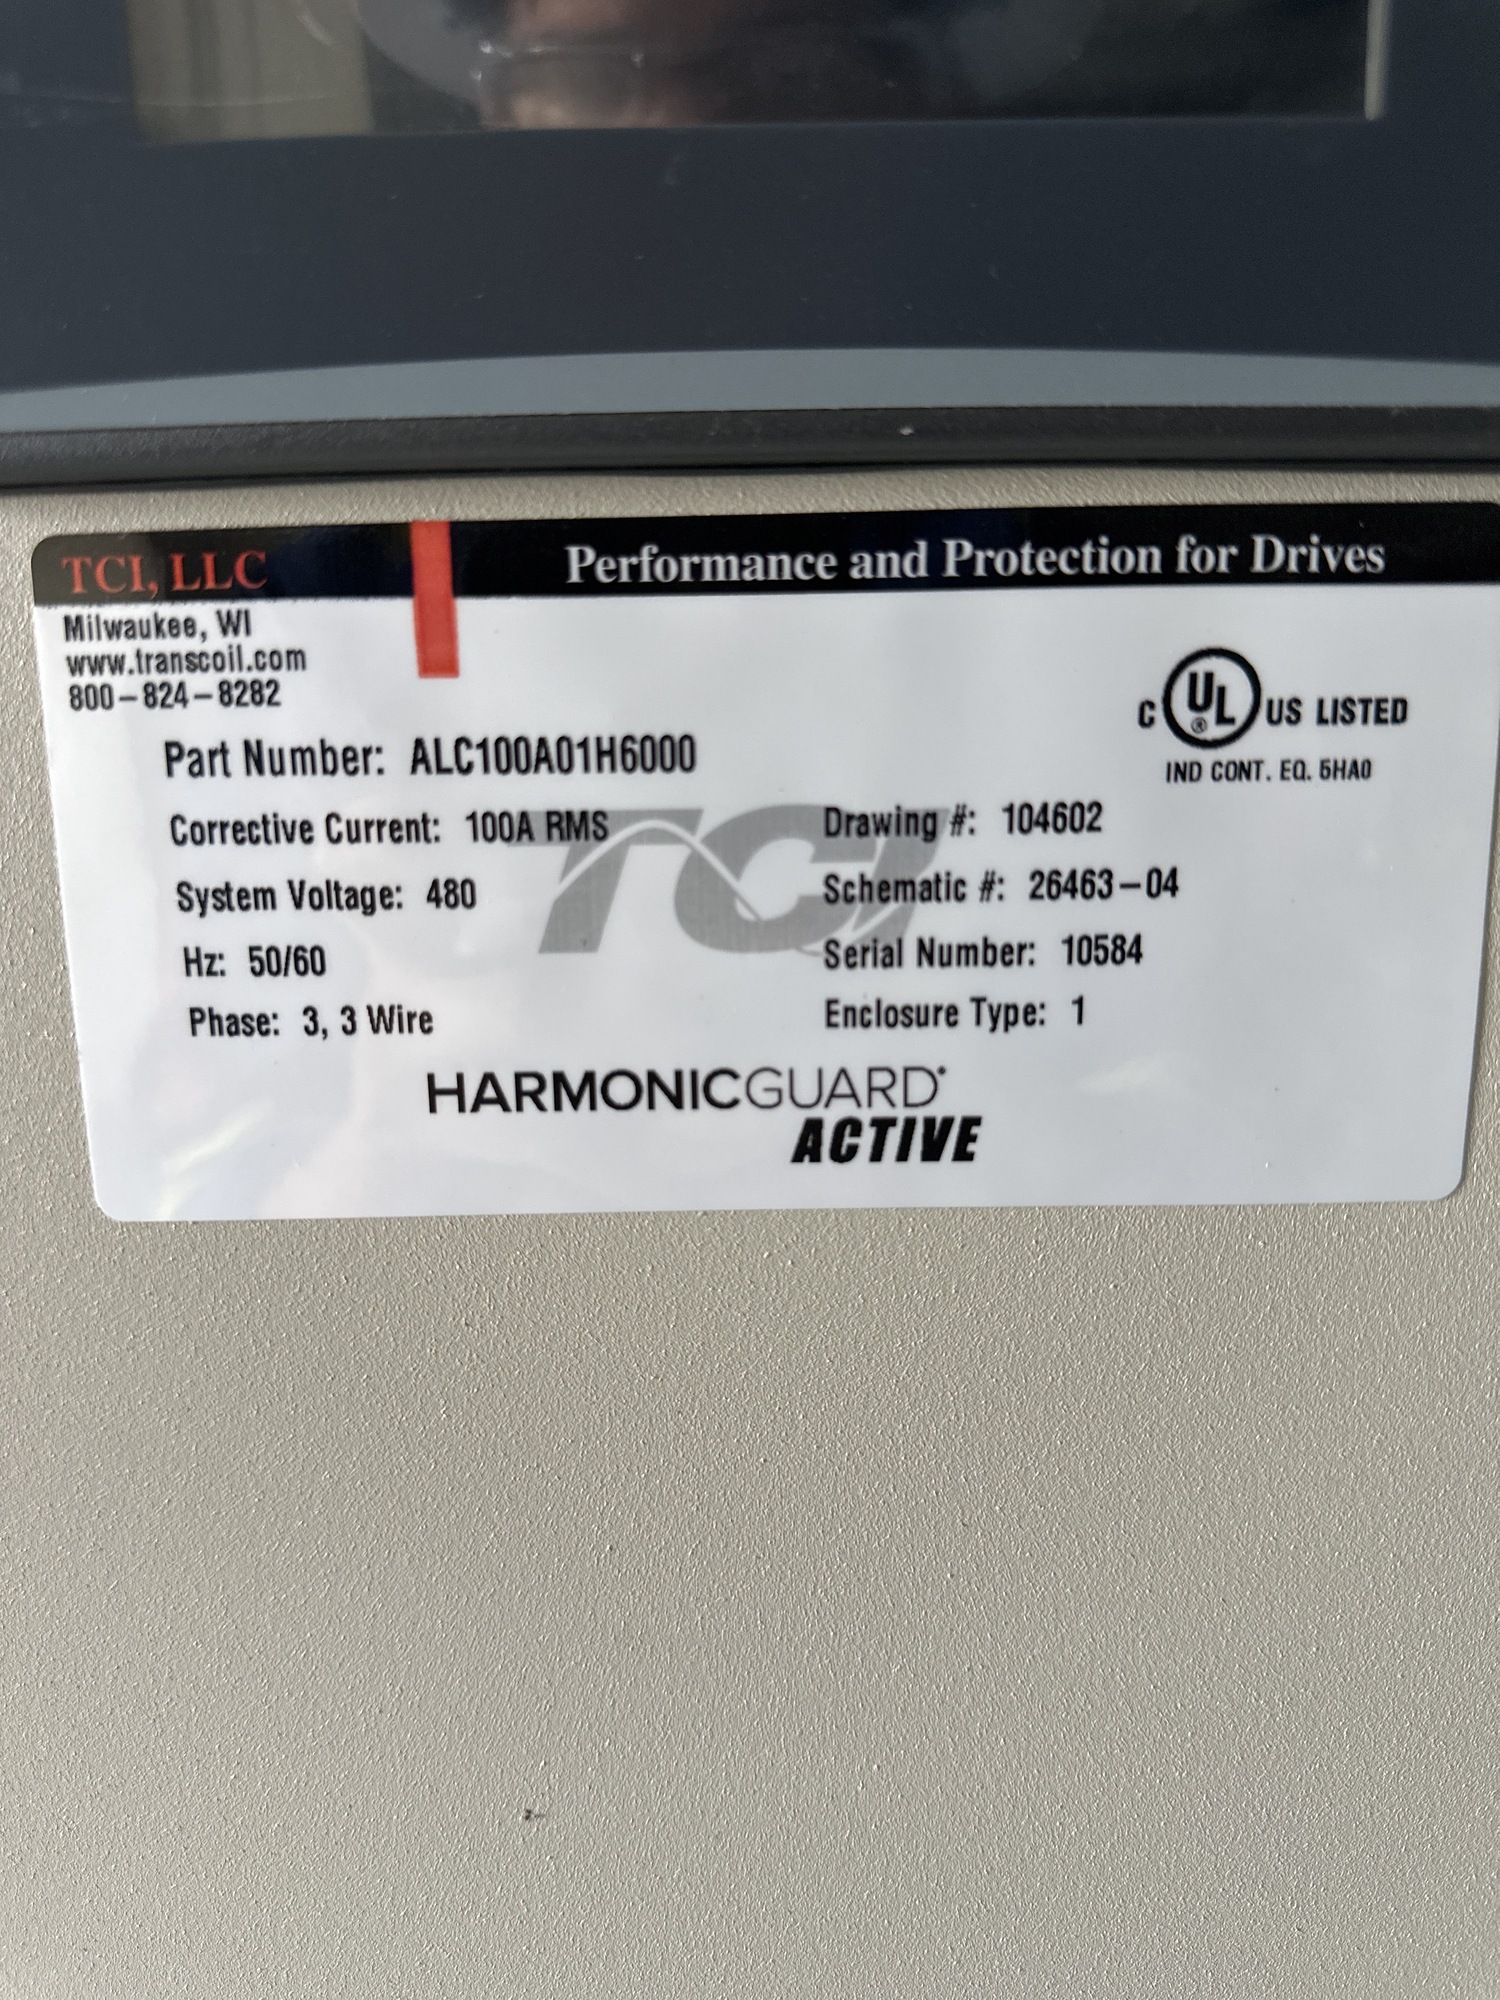 TCI, LLC
Performance and Protection for Drives
Milwaukee, WI
www.transcoil.com
800-824-8282
C UL® US LISTED
IND CONT. EQ. 5HA0
Part Number: ALC100A01H6000
Corrective Current: 100A RMS
Drawing #: 104602
System Voltage: 480
Schematic #: 26463-04
Hz: 50/60
Serial Number: 10584
Phase: 3, 3 Wire
Enclosure Type: 1
TCI
HARMONICGUARD®
ACTIVE